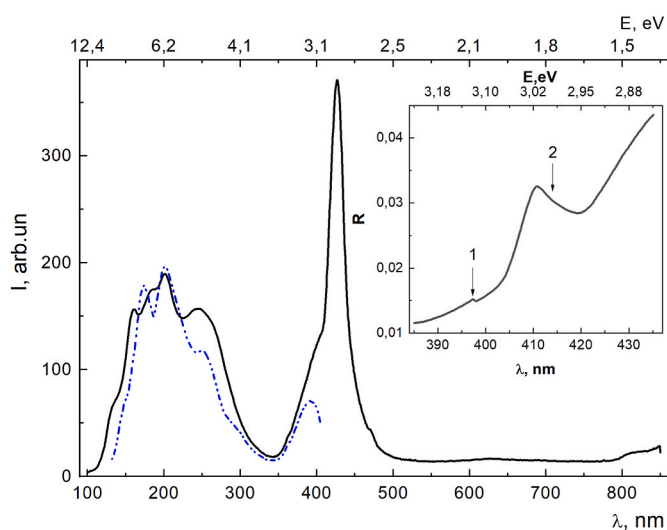 E, eV
12,4 6,2 4,1 3,1 2,5 2,1 1,8 1,5
I, arb.un
300
200
100
0
100 200 300 400 500 600 700 800
λ, nm
E,eV
3,18 3,10 3,02 2,95 2,88
R
0,04
0,03
0,02
0,01
1
2
390 400 410 420 430
λ, nm